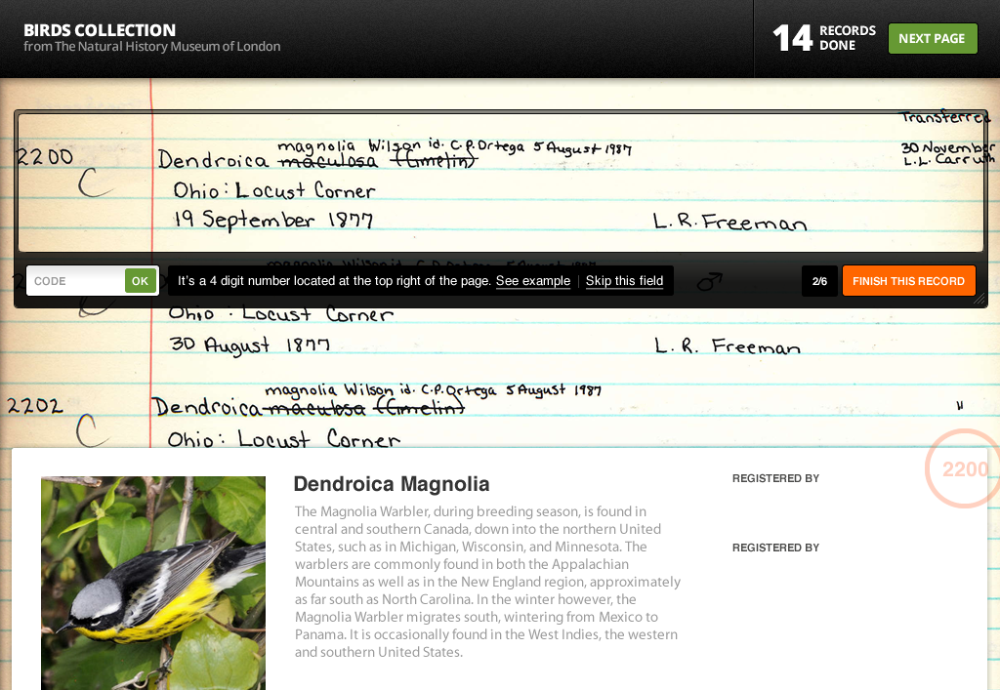 BIRDS COLLECTION
from The Natural History Museum of London
14 RECORDS DONE
NEXT PAGE
Transferred
magnolia Wilson id. C.P. Ortega 5 August 1987
2200 Dendroica maculosa (Gmelin)
30 November
L.L. Carruth
C
Ohio: Locust Corner
19 September 1877 L.R. Freeman
CODE OK
It's a 4 digit number located at the top right of the page. See example | Skip this field
♂
2/6
FINISH THIS RECORD
Ohio : Locust Corner
30 August 1877 L. R. Freeman
magnolia Wilson id. C.P. Ortega 5 August 1987
2202 Dendroica maculosa (Gmelin) "
C
Ohio: Locust Corner
2200
Dendroica Magnolia
The Magnolia Warbler, during breeding season, is found in
central and southern Canada, down into the northern United
States, such as in Michigan, Wisconsin, and Minnesota. The
warblers are commonly found in both the Appalachian
Mountains as well as in the New England region, approximately
as far south as North Carolina. In the winter however, the
Magnolia Warbler migrates south, wintering from Mexico to
Panama. It is occasionally found in the West Indies, the western
and southern United States.
REGISTERED BY
REGISTERED BY